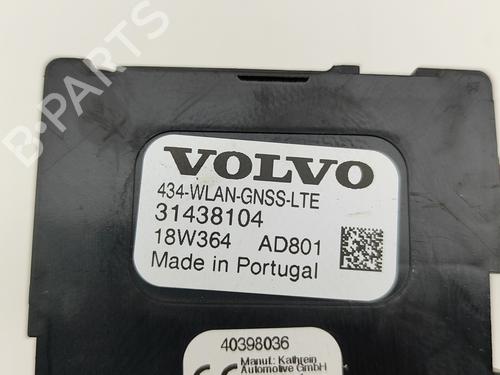 B-PARTS
VOLVO
434-WLAN-GNSS-LTE
31438104
18W364 AD801
Made in Portugal
40398036
Manuf.: Kathrein
Automotive GmbH